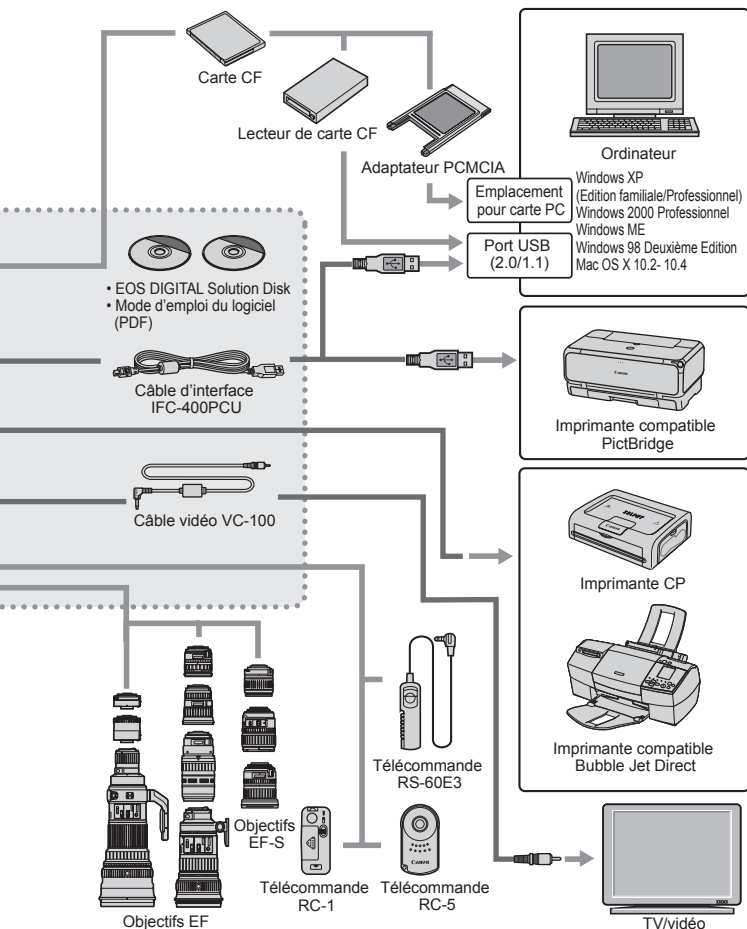 Carte CF
Lecteur de carte CF
Adaptateur PCMCIA
Ordinateur
Emplacement
pour carte PC
Port USB
(2.0/1.1)
Windows XP
(Edition familiale/Professionnel)
Windows 2000 Professionnel
Windows ME
Windows 98 Deuxième Edition
Mac OS X 10.2- 10.4
• EOS DIGITAL Solution Disk
• Mode d'emploi du logiciel
(PDF)
Câble d'interface
IFC-400PCU
Canon
Imprimante compatible
PictBridge
Câble vidéo VC-100
Canon
Imprimante CP
Imprimante compatible
Bubble Jet Direct
Télécommande
RS-60E3
Objectifs
EF-S
Canon
Télécommande
RC-1
Télécommande
RC-5
Objectifs EF
TV/vidéo